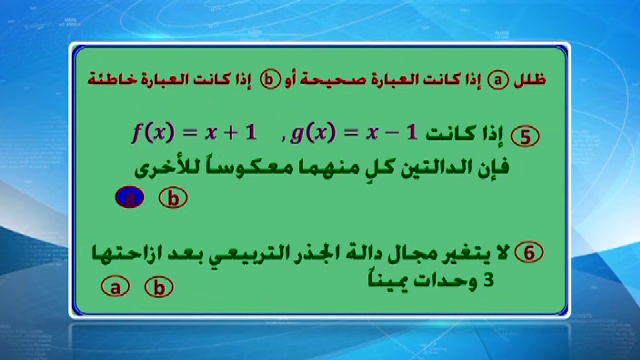 ظلل a إذا كانت العبارة صحيحة أو b إذا كانت العبارة خاطئة
5 إذا كانت f(x) = x + 1 , g(x) = x − 1
فإن الدالتين كلٍ منهما معكوساً للأخرى
a b
6 لا يتغير مجال دالة الجذر التربيعي بعد ازاحتها
3 وحدات يميناً
a b